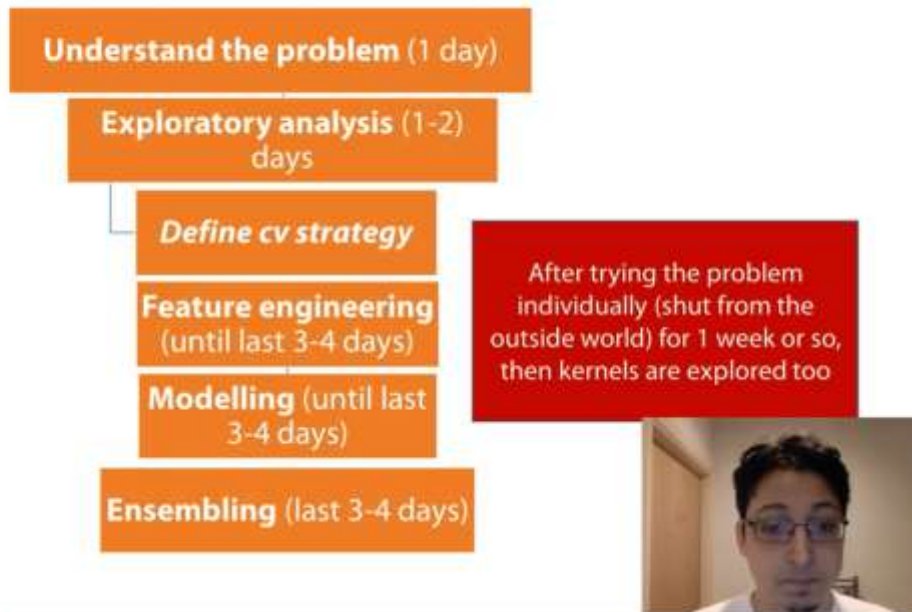 Understand the problem (1 day)
Exploratory analysis (1-2)
days
Define cv strategy
Feature engineering
(until last 3-4 days)
Modelling (until last
3-4 days)
Ensembling (last 3-4 days)
After trying the problem
individually (shut from the
outside world) for 1 week or so,
then kernels are explored too